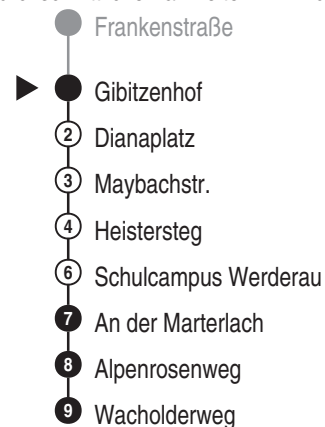 Frankenstraße
Gibitzenhof
2 Dianaplatz
3 Maybachstr.
4 Heistersteg
6 Schulcampus Werderau
7 An der Marterlach
8 Alpenrosenweg
9 Wacholderweg